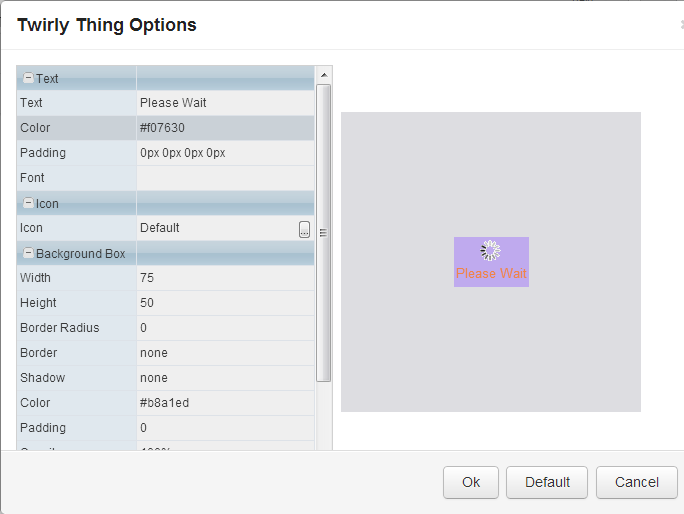 Twirly Thing Options
Text
Text Please Wait
Color #f07630
Padding 0px 0px 0px 0px
Font
Icon
Icon Default ...
Background Box
Width 75
Height 50
Border Radius 0
Border none
Shadow none
Color #b8a1ed
Padding 0
Please Wait
Ok Default Cancel